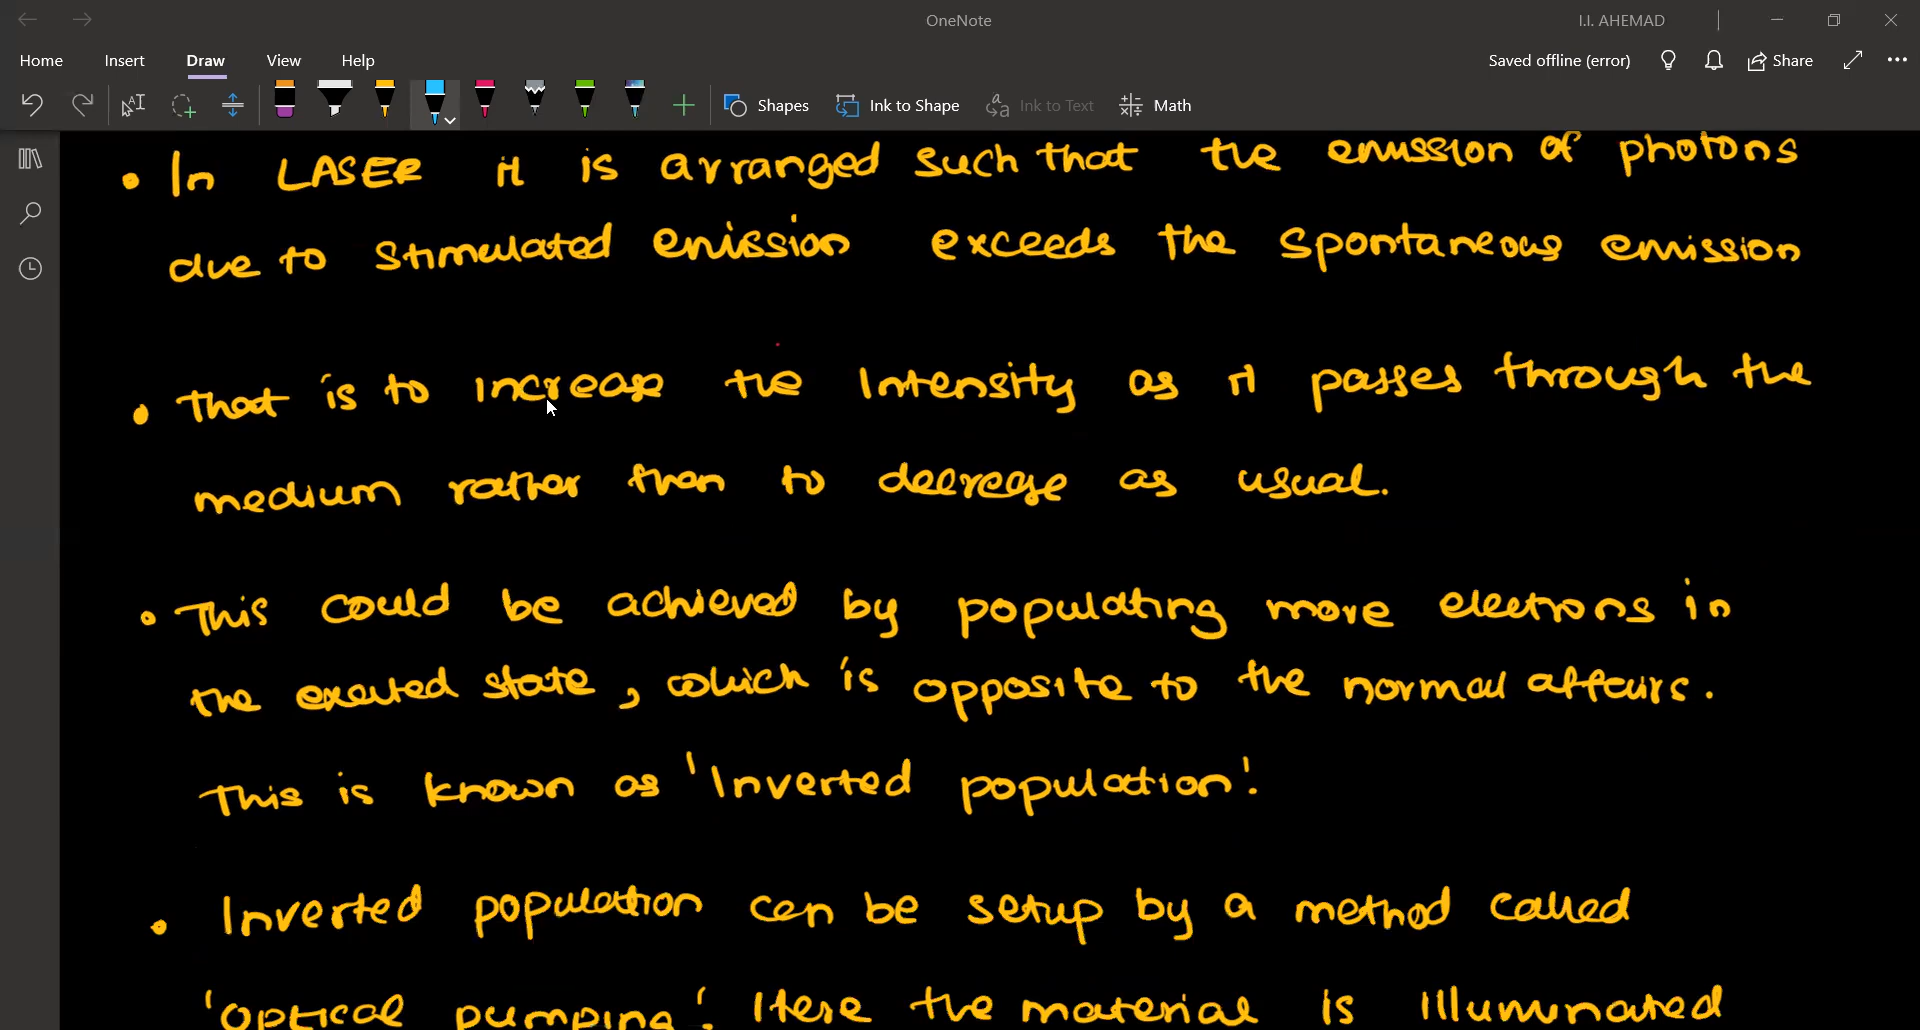 OneNote
I.I. AHEMAD
Home Insert Draw View Help
Saved offline (error) Share
Shapes Ink to Shape Ink to Text Math
• In LASER it is arranged such that the emission of photons
due to stimulated emission exceeds the spontaneous emission
• That is to increase the Intensity as it passes through the
medium rather than to decrease as usual.
• This could be achieved by populating more electrons in
the excited state, which is opposite to the normal affairs.
This is known as 'Inverted population'.
• Inverted population can be setup by a method called
'optical pumping'. Here the material is illuminated